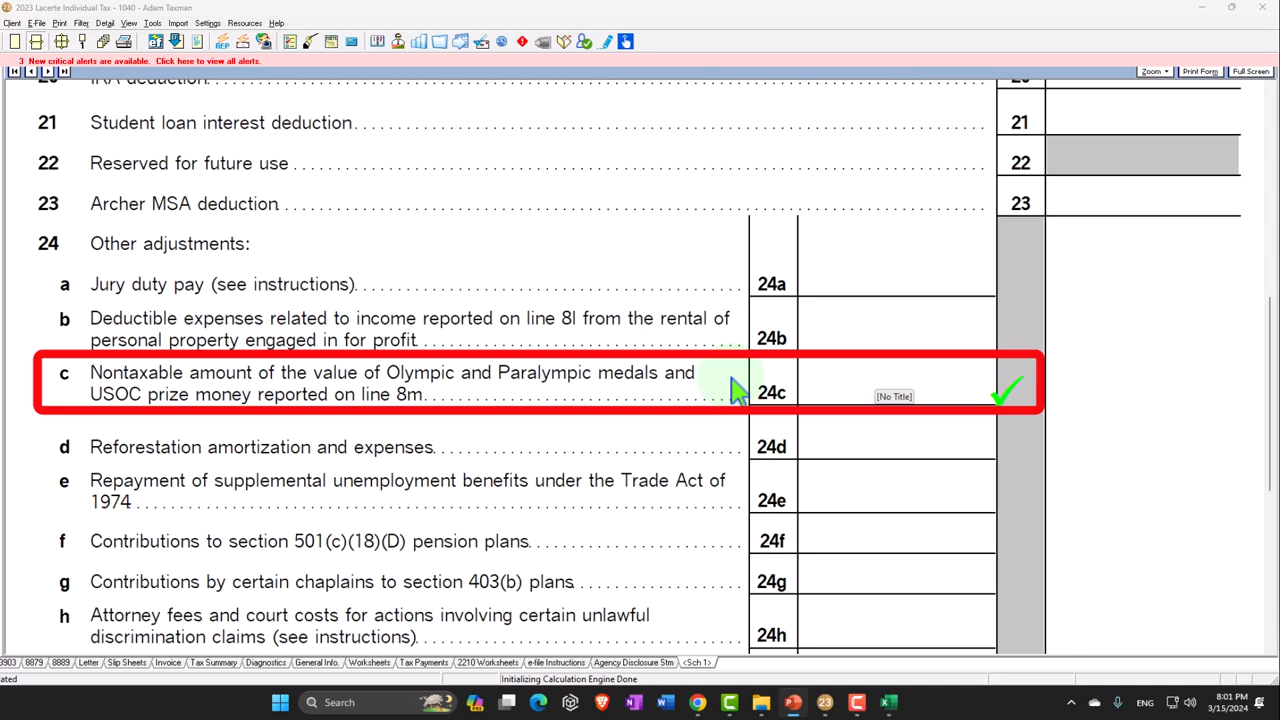 2023 Lacerte Individual Tax - 1040 - Adam Taxman
Client E-File Print Filter Detail View Tools Import Settings Resources Help
3 New critical alerts are available. Click here to view all alerts.
Zoom Print Form Full Screen
20 IRA deduction 20
21 Student loan interest deduction 21
22 Reserved for future use 22
23 Archer MSA deduction 23
24 Other adjustments:
a Jury duty pay (see instructions) 24a
b Deductible expenses related to income reported on line 8l from the rental of
personal property engaged in for profit 24b
c Nontaxable amount of the value of Olympic and Paralympic medals and
USOC prize money reported on line 8m 24c [No Title]
d Reforestation amortization and expenses 24d
e Repayment of supplemental unemployment benefits under the Trade Act of
1974 24e
f Contributions to section 501(c)(18)(D) pension plans 24f
g Contributions by certain chaplains to section 403(b) plans 24g
h Attorney fees and court costs for actions involving certain unlawful
discrimination claims (see instructions) 24h
3903 8879 8889 Letter Slip Sheets Invoice Tax Summary Diagnostics General Info. Worksheets Tax Payments 2210 Worksheets e-file Instructions Agency Disclosure Stm <Sch 1>
Initializing Calculation Engine Done
Search
ENG
8:01 PM
3/15/2024